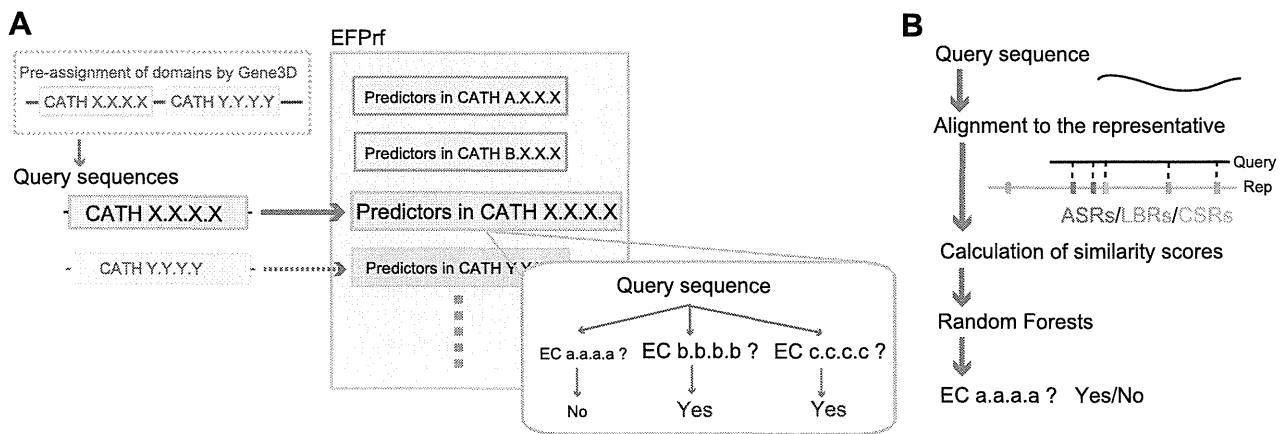 A
Pre-assignment of domains by Gene3D
CATH X.X.X.X
CATH Y.Y.Y.Y
Query sequences
CATH X.X.X.X
CATH Y.Y.Y.Y
EFPrf
Predictors in CATH A.X.X.X
Predictors in CATH B.X.X.X
Predictors in CATH X.X.X.X
Predictors in CATH Y.Y
Query sequence
EC a.a.a.a ?
EC b.b.b.b ?
EC c.c.c.c ?
No
Yes
Yes
B
Query sequence
Alignment to the representative
Query
Rep
ASRs/LBRs/CSRs
Calculation of similarity scores
Random Forests
EC a.a.a.a ? Yes/No